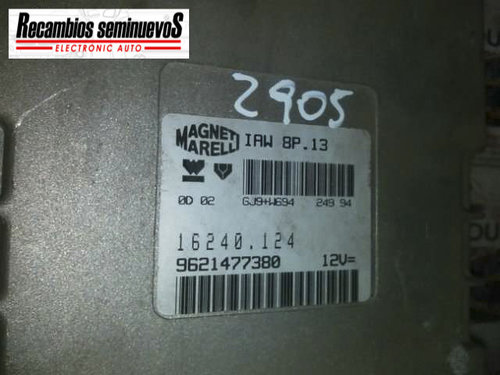 Recambios seminuevoS
ELECTRONIC AUTO
2905
MAGNETI
MARELLI
IAW 8P.13
0D 02
GJ9+W694
249 94
16240.124
9621477380
12V=